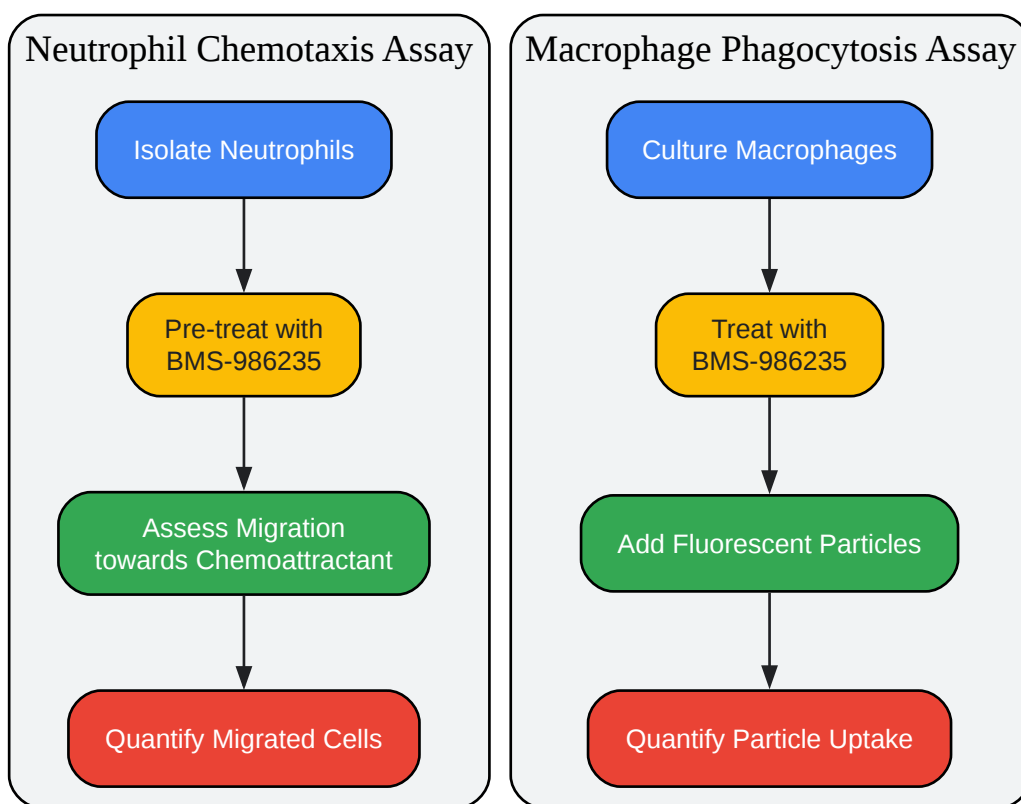 Neutrophil Chemotaxis Assay
Isolate Neutrophils
Pre-treat with
BMS-986235
Assess Migration
towards Chemoattractant
Quantify Migrated Cells
Macrophage Phagocytosis Assay
Culture Macrophages
Treat with
BMS-986235
Add Fluorescent Particles
Quantify Particle Uptake